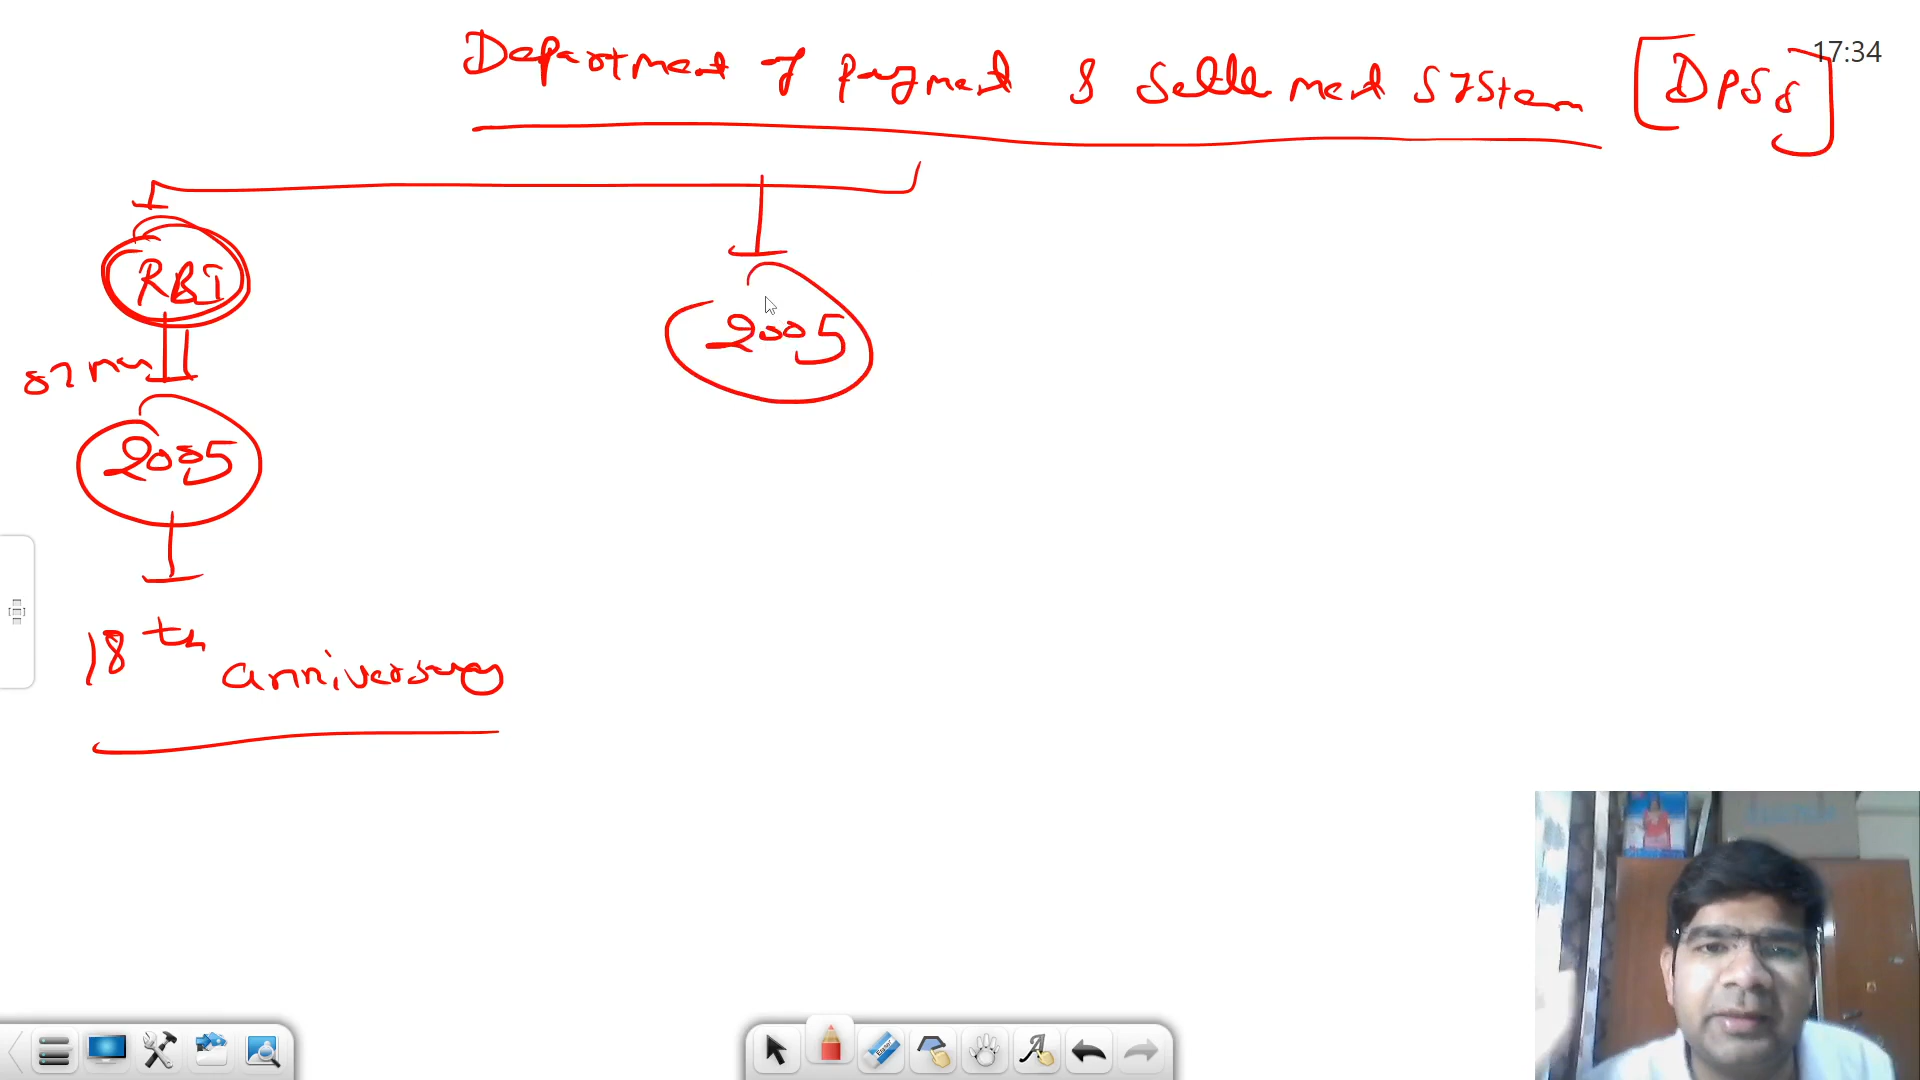 Department of payment & settlement system [DPSS]
17:34
RBI
2005
2005
18th anniversary